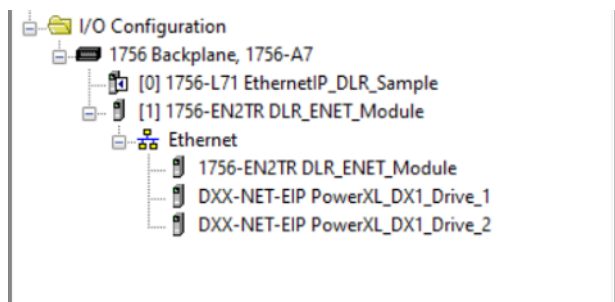 I/O Configuration
1756 Backplane, 1756-A7
[0] 1756-L71 EthernetIP_DLR_Sample
[1] 1756-EN2TR DLR_ENET_Module
Ethernet
1756-EN2TR DLR_ENET_Module
DXX-NET-EIP PowerXL_DX1_Drive_1
DXX-NET-EIP PowerXL_DX1_Drive_2